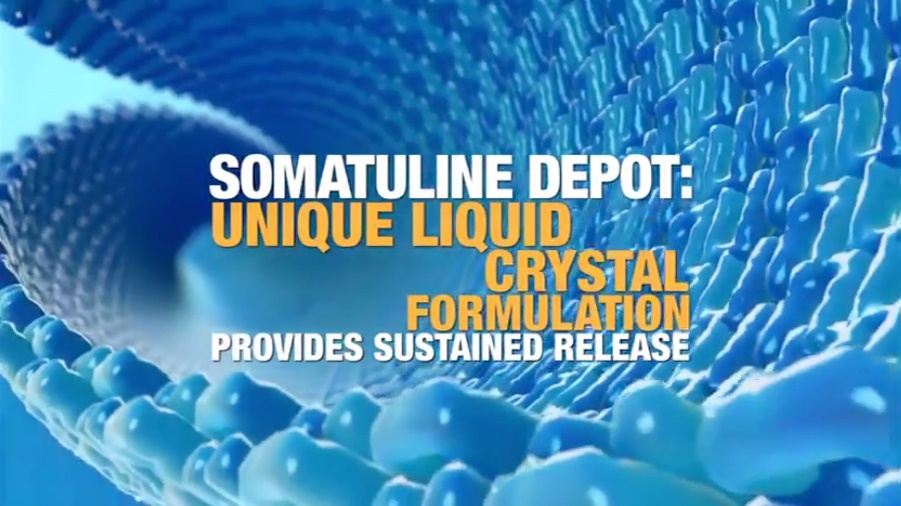 SOMATULINE DEPOT:
UNIQUE LIQUID
CRYSTAL
FORMULATION
PROVIDES SUSTAINED RELEASE